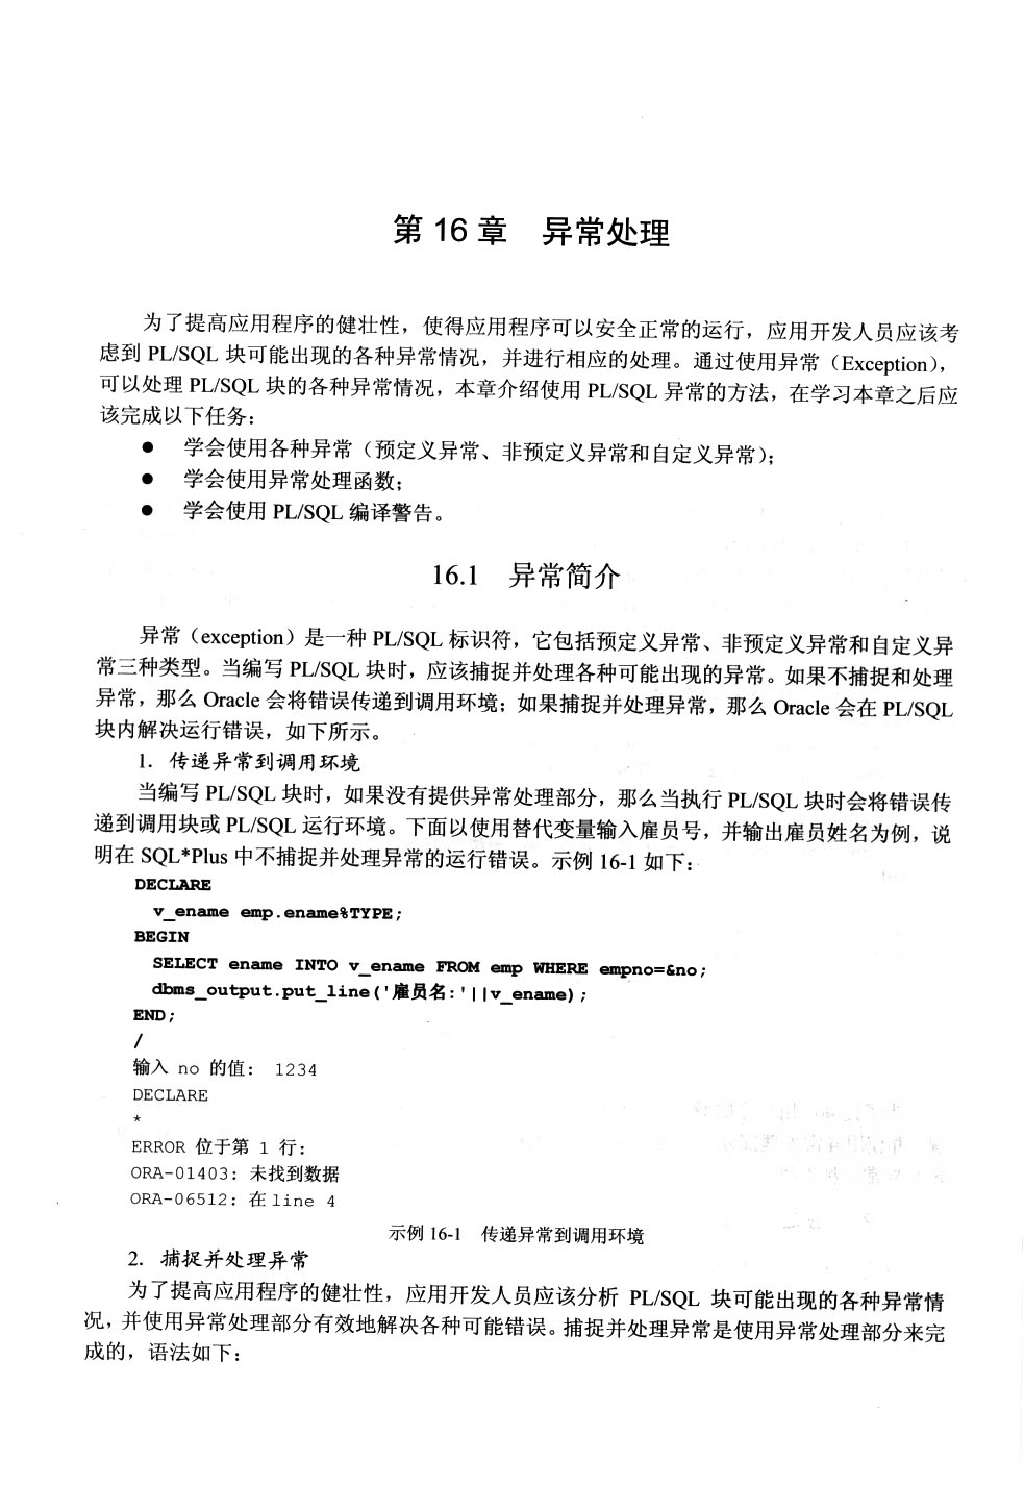 第 16 章　异常处理
为了提高应用程序的健壮性，使得应用程序可以安全正常的运行，应用开发人员应该考
虑到 PL/SQL 块可能出现的各种异常情况，并进行相应的处理。通过使用异常（Exception），
可以处理 PL/SQL 块的各种异常情况，本章介绍使用 PL/SQL 异常的方法，在学习本章之后应
该完成以下任务：
● 学会使用各种异常（预定义异常、非预定义异常和自定义异常）；
● 学会使用异常处理函数；
● 学会使用 PL/SQL 编译警告。
16.1　异常简介
异常（exception）是一种 PL/SQL 标识符，它包括预定义异常、非预定义异常和自定义异
常三种类型。当编写 PL/SQL 块时，应该捕捉并处理各种可能出现的异常。如果不捕捉和处理
异常，那么 Oracle 会将错误传递到调用环境；如果捕捉并处理异常，那么 Oracle 会在 PL/SQL
块内解决运行错误，如下所示。
1. 传递异常到调用环境
当编写 PL/SQL 块时，如果没有提供异常处理部分，那么当执行 PL/SQL 块时会将错误传
递到调用块或 PL/SQL 运行环境。下面以使用替代变量输入雇员号，并输出雇员姓名为例，说
明在 SQL*Plus 中不捕捉并处理异常的运行错误。示例 16-1 如下：
DECLARE
v_ename emp.ename%TYPE;
BEGIN
SELECT ename INTO v_ename FROM emp WHERE empno=&no;
dbms_output.put_line('雇员名:'||v_ename);
END;
/
输入 no 的值： 1234
DECLARE
*
ERROR 位于第 1 行:
ORA-01403: 未找到数据
ORA-06512: 在 line 4
示例 16-1　传递异常到调用环境
2. 捕捉并处理异常
为了提高应用程序的健壮性，应用开发人员应该分析 PL/SQL 块可能出现的各种异常情
况，并使用异常处理部分有效地解决各种可能错误。捕捉并处理异常是使用异常处理部分来完
成的，语法如下：